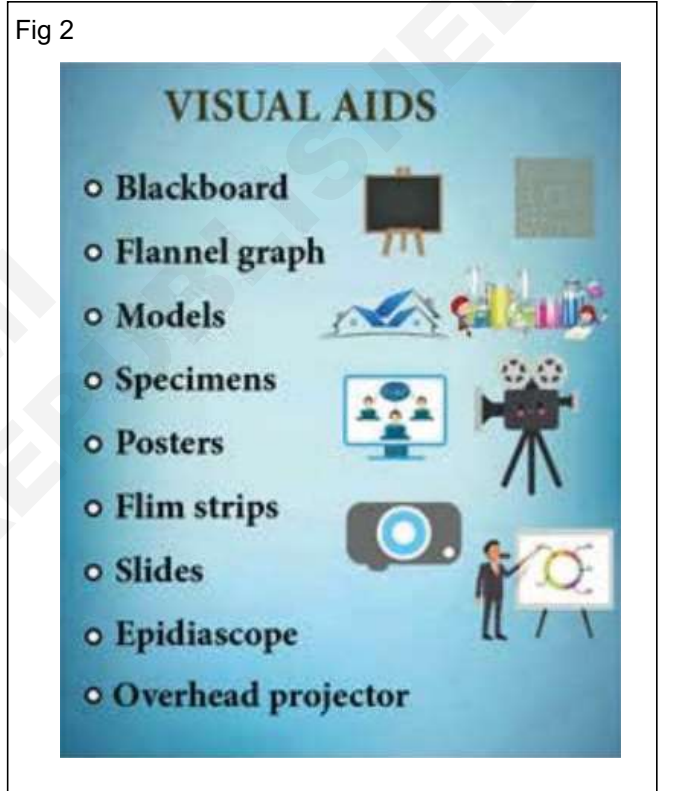 Fig 2
VISUAL AIDS
Blackboard
Flannel graph
Models
Specimens
Posters
Flim strips
Slides
Epidiascope
Overhead projector